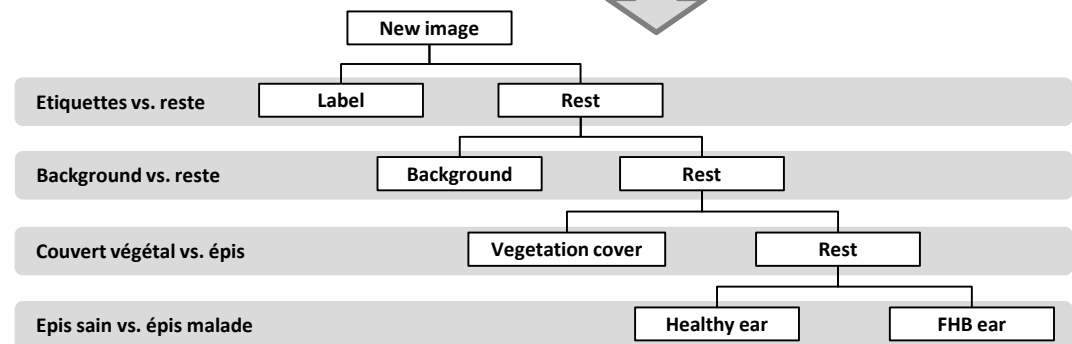 New image
Etiquettes vs. reste
Label
Rest
Background vs. reste
Background
Rest
Couvert végétal vs. épis
Vegetation cover
Rest
Epis sain vs. épis malade
Healthy ear
FHB ear